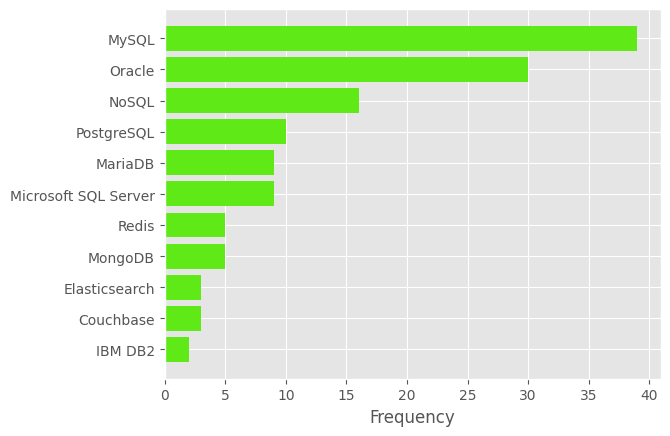 MySQL
Oracle
NoSQL
PostgreSQL
MariaDB
Microsoft SQL Server
Redis
MongoDB
Elasticsearch
Couchbase
IBM DB2
0 5 10 15 20 25 30 35 40
Frequency